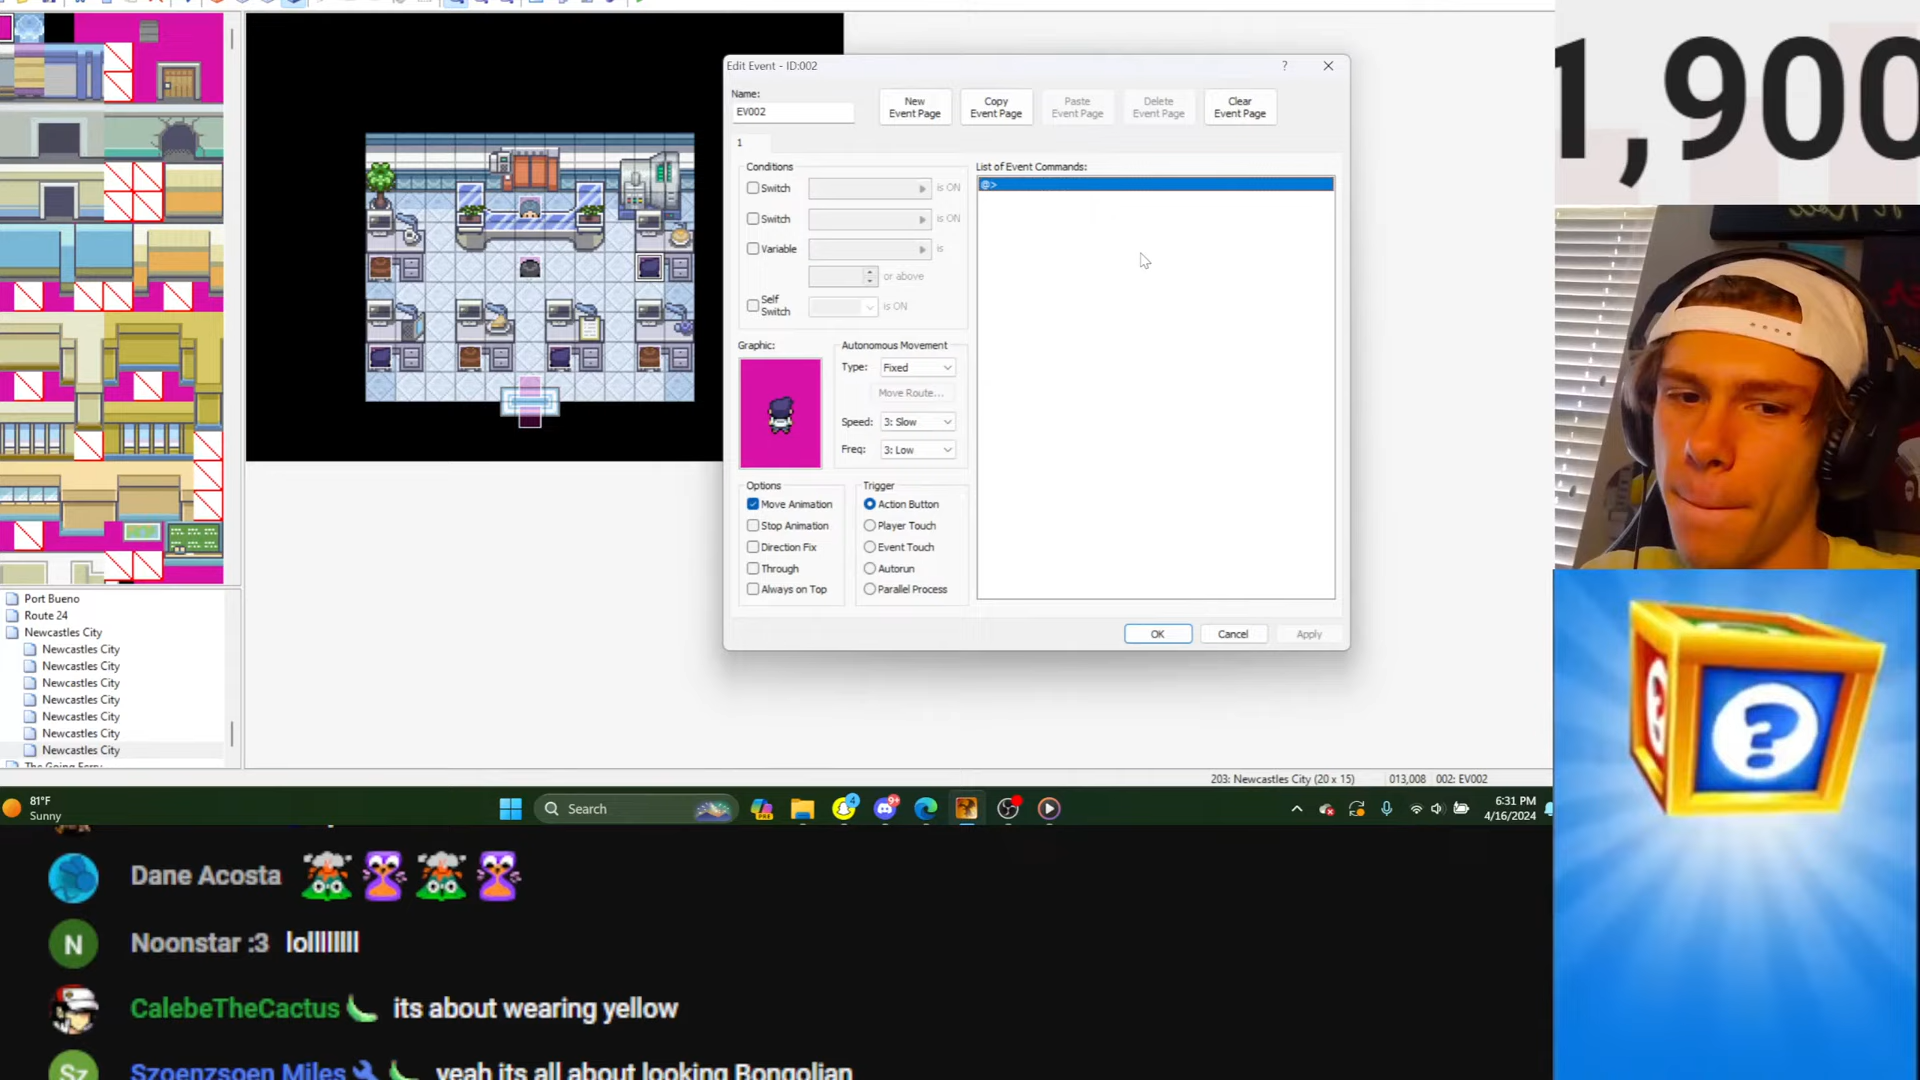 1,900
Edit Event - ID:002
?
Name:
EV002
New
Event Page
Copy
Event Page
Paste
Event Page
Delete
Event Page
Clear
Event Page
1
Conditions
Switch
is ON
Switch
is ON
Variable
is
or above
Self
Switch
is ON
List of Event Commands:
@>
Graphic:
Autonomous Movement
Type:
Fixed
Move Route...
Speed:
3: Slow
Freq:
3: Low
Options
Move Animation
Stop Animation
Direction Fix
Through
Always on Top
Trigger
Action Button
Player Touch
Event Touch
Autorun
Parallel Process
OK
Cancel
Apply
Port Bueno
Route 24
Newcastles City
Newcastles City
Newcastles City
Newcastles City
Newcastles City
Newcastles City
Newcastles City
Newcastles City
The Going Ferry
203: Newcastles City (20 x 15)
013,008
002: EV002
?
81°F
Sunny
Search
6:31 PM
4/16/2024
Dane Acosta
N
Noonstar :3 lollllllll
CalebeTheCactus its about wearing yellow
Sz
Szoenzsoen Miles yeah its all about looking Bongolian